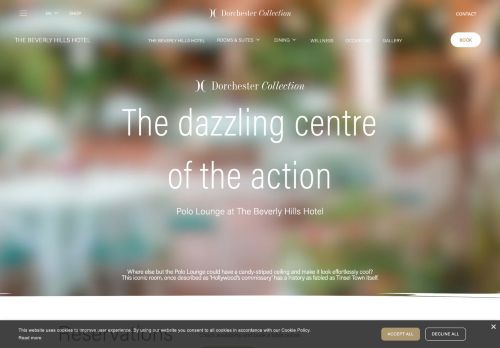 EN
SHOP
Dorchester Collection
CONTACT
THE BEVERLY HILLS HOTEL
THE BEVERLY HILLS HOTEL
ROOMS & SUITES
DINING
WELLNESS
OCCASIONS
GALLERY
BOOK
Dorchester Collection
The dazzling centre
of the action
Polo Lounge at The Beverly Hills Hotel
Where else but the Polo Lounge could have a candy-striped ceiling and make it look effortlessly cool?
This iconic room, once described as 'Hollywood's commissary' has a history as fabled as Tinsel Town itself.
Reservations
This website uses cookies to improve user experience. By using our website you consent to all cookies in accordance with our Cookie Policy.
Read more
ACCEPT ALL
DECLINE ALL